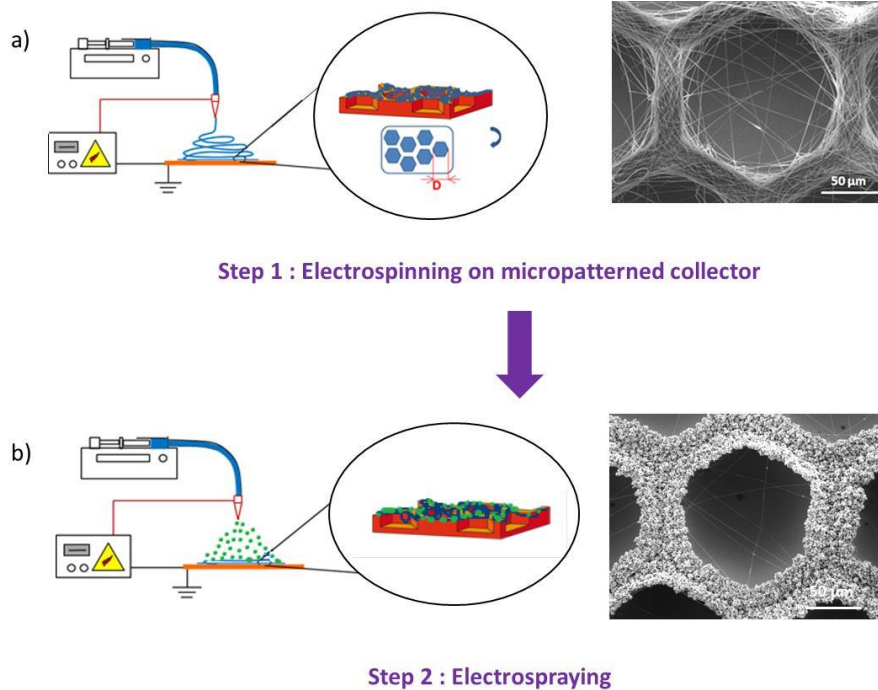 a)
D
50 µm
Step 1 : Electrospinning on micropatterned collector
b)
50 µm
Step 2 : Electrospraying